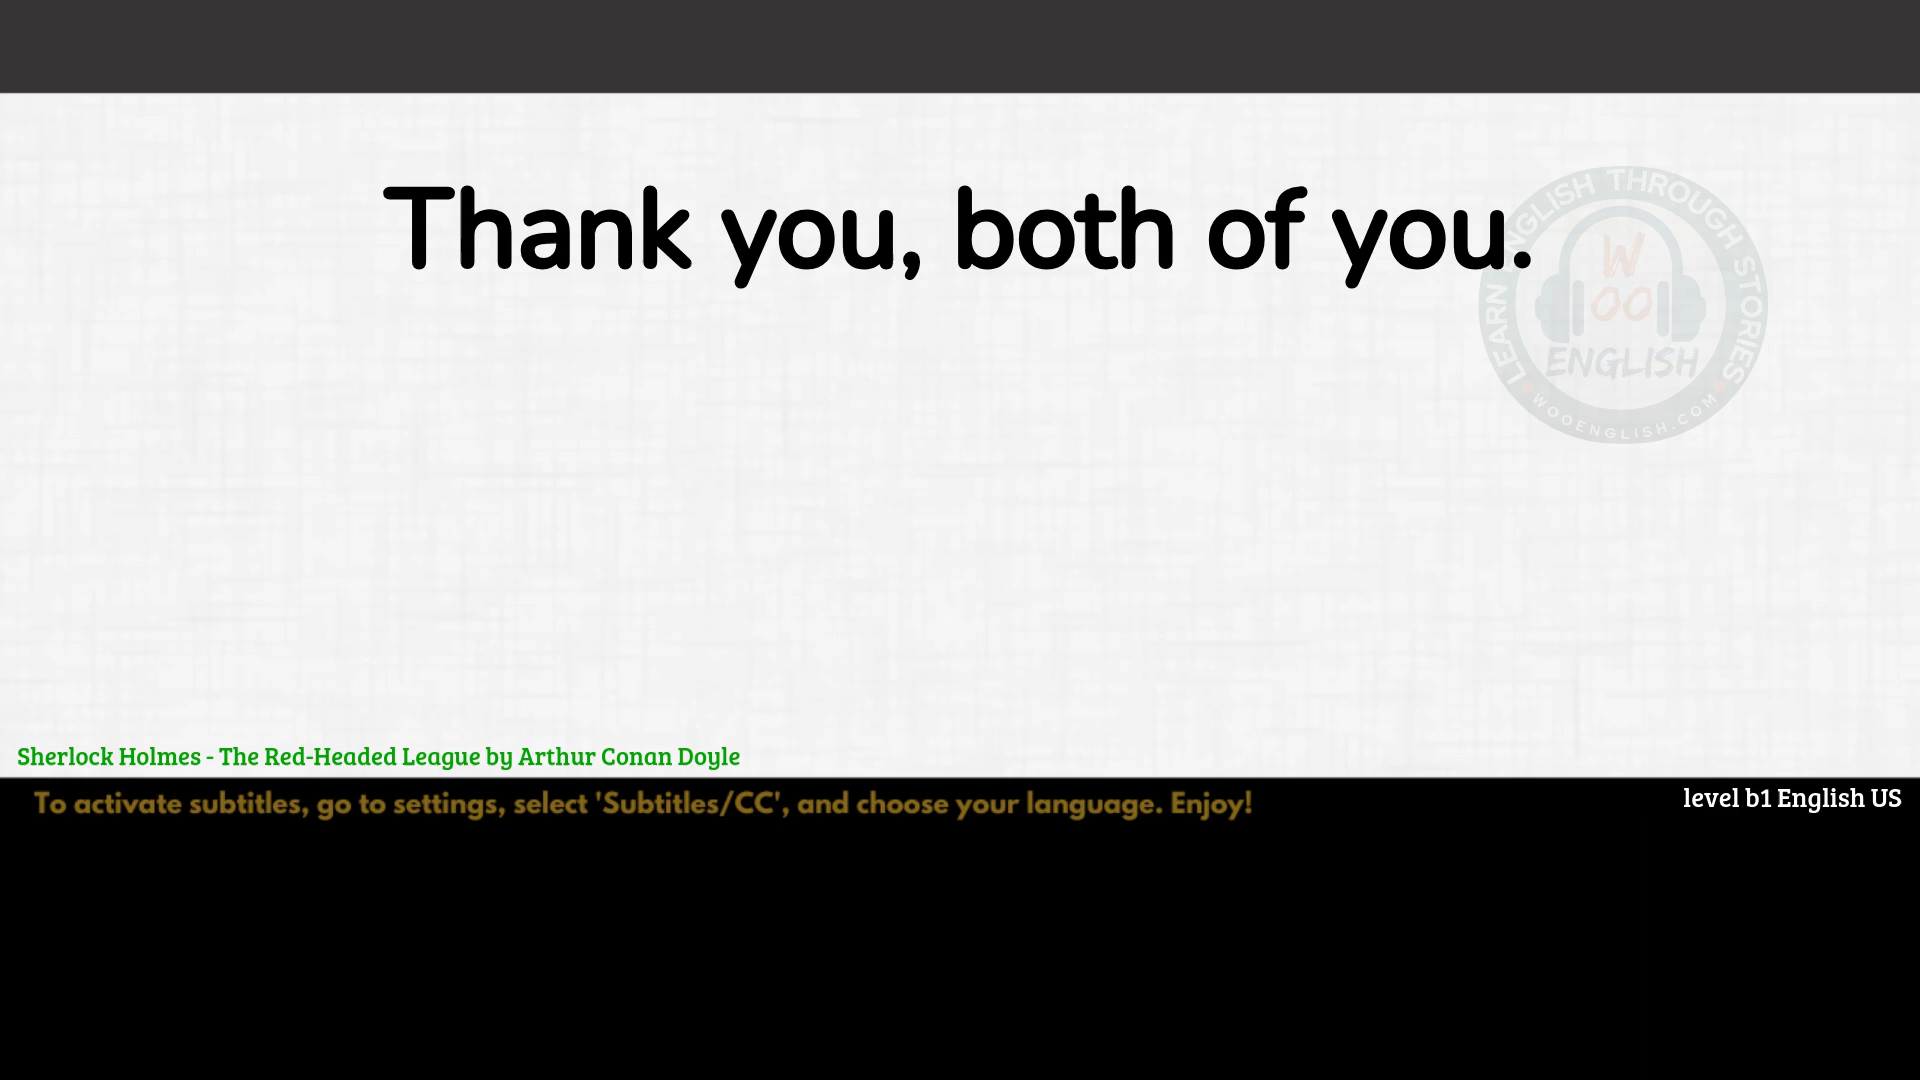 Thank you, both of you.
LEARN ENGLISH THROUGH STORIES
W
OO
ENGLISH
WOOENGLISH.COM
Sherlock Holmes - The Red-Headed League by Arthur Conan Doyle
To activate subtitles, go to settings, select 'Subtitles/CC', and choose your language. Enjoy!
level b1 English US